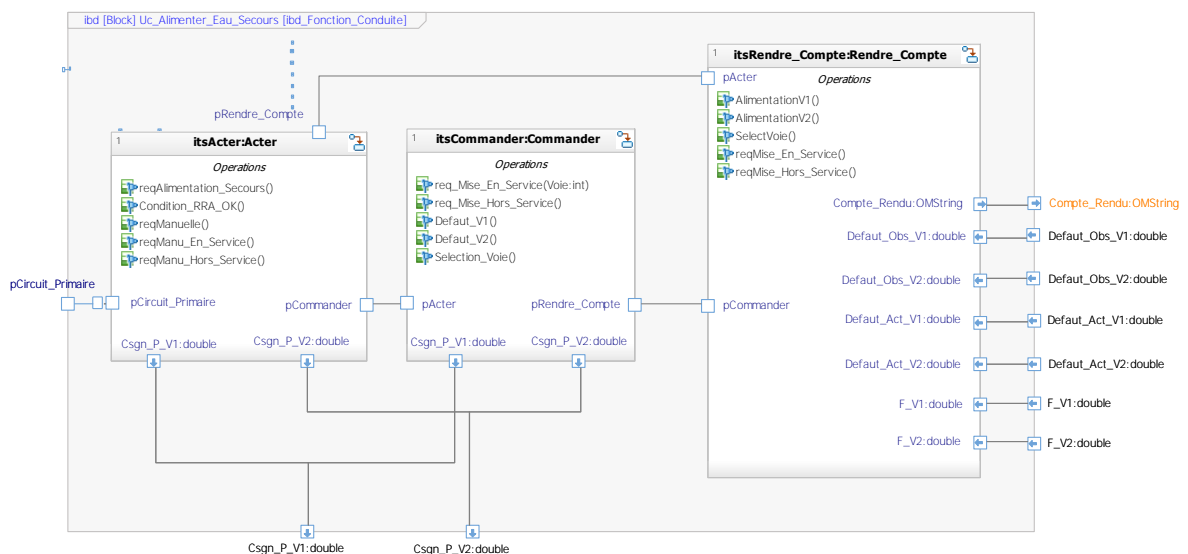 ibd [Block] Uc_Alimenter_Eau_Secours [ibd_Fonction_Conduite]
pRendre_Compte
1
itsActer:Acter
Operations
reqAlimentation_Secours()
Condition_RRA_OK()
reqManuelle()
reqManu_En_Service()
reqManu_Hors_Service()
pCircuit_Primaire
pCircuit_Primaire
pCommander
Csgn_P_V1:double
Csgn_P_V2:double
1
itsCommander:Commander
Operations
req_Mise_En_Service(Voie:int)
req_Mise_Hors_Service()
Defaut_V1()
Defaut_V2()
Selection_Voie()
pActer
pRendre_Compte
Csgn_P_V1:double
Csgn_P_V2:double
1
itsRendre_Compte:Rendre_Compte
pActer
Operations
AlimentationV1()
AlimentationV2()
SelectVoie()
reqMise_En_Service()
reqMise_Hors_Service()
Compte_Rendu:OMString
Compte_Rendu:OMString
Defaut_Obs_V1:double
Defaut_Obs_V1:double
Defaut_Obs_V2:double
Defaut_Obs_V2:double
pCommander
Defaut_Act_V1:double
Defaut_Act_V1:double
Defaut_Act_V2:double
Defaut_Act_V2:double
F_V1:double
F_V1:double
F_V2:double
F_V2:double
Csgn_P_V1:double
Csgn_P_V2:double